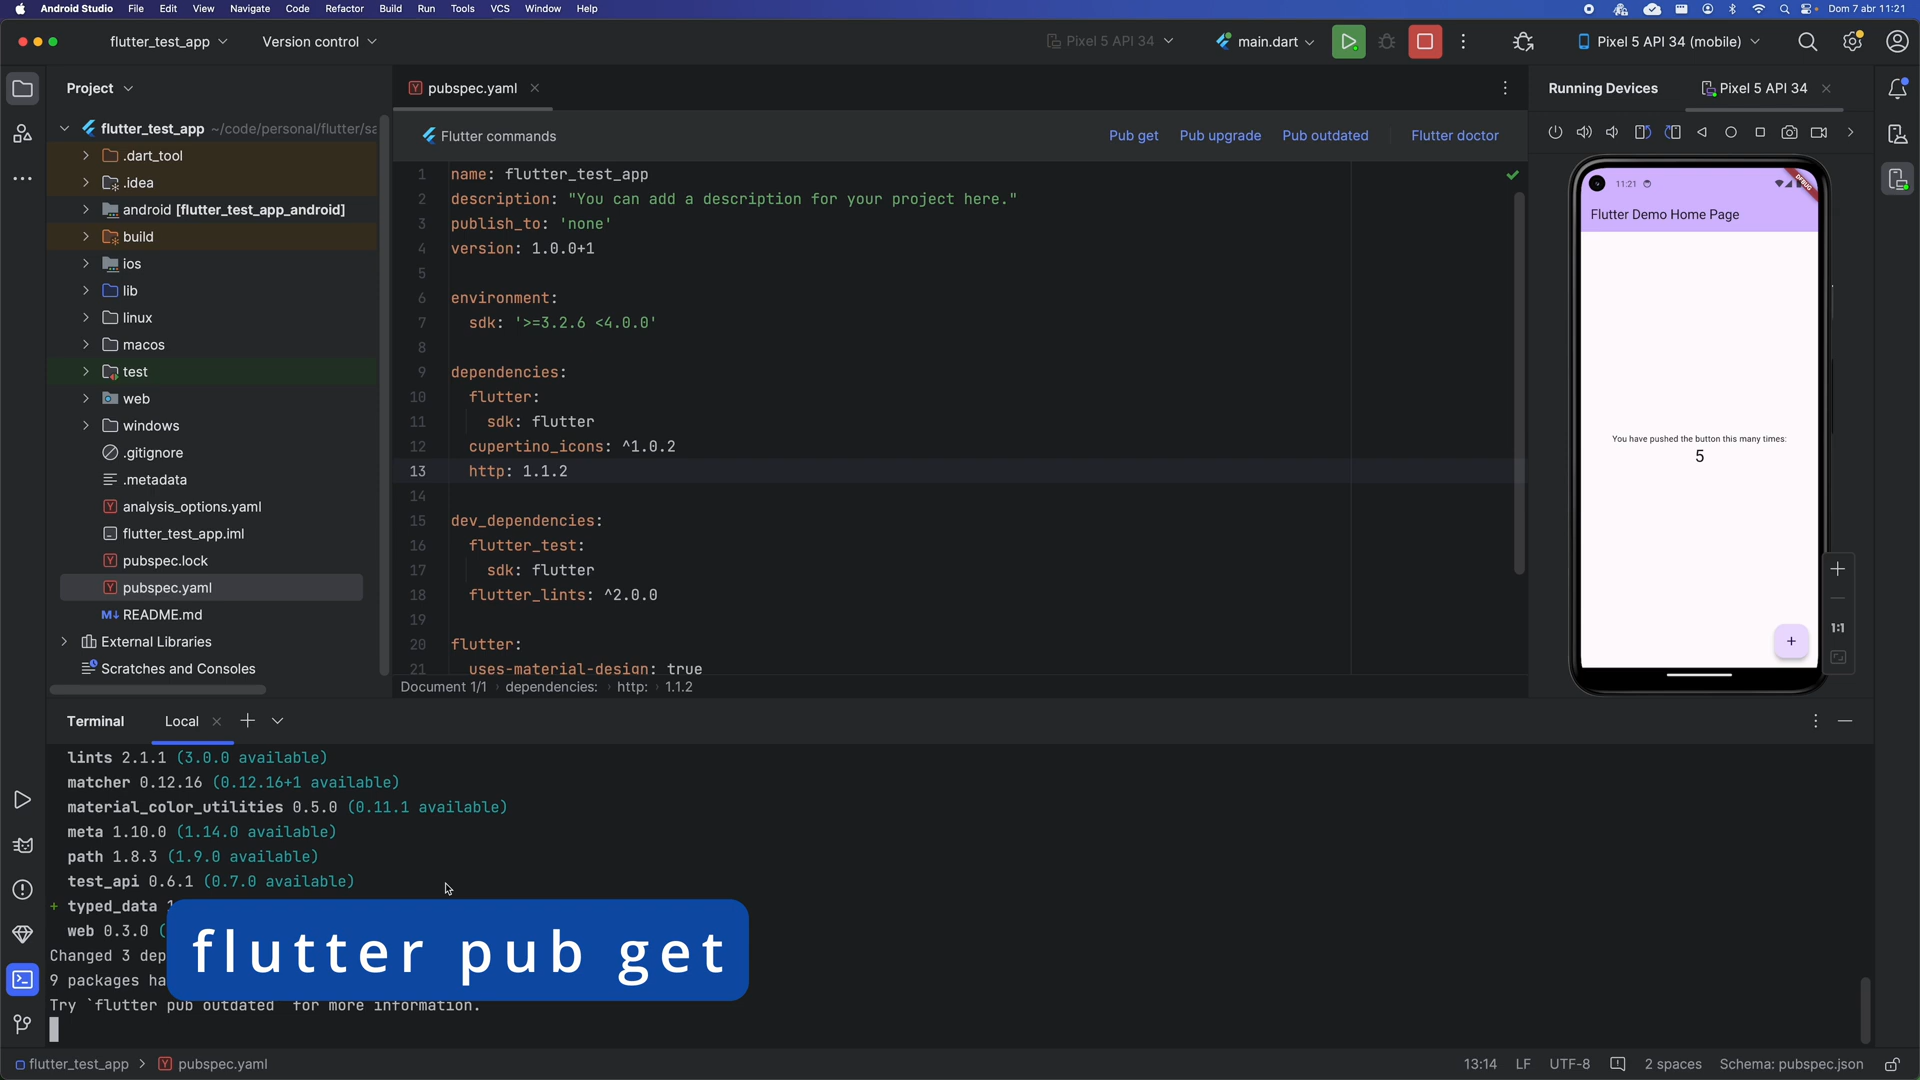 Android Studio File Edit View Navigate Code Refactor Build Run Tools VCS Window Help Dom 7 abr 11:21
flutter_test_app Version control Pixel 5 API 34 main.dart Pixel 5 API 34 (mobile)
Project
pubspec.yaml
Running Devices Pixel 5 API 34
flutter_test_app ~/code/personal/flutter/sa
.dart_tool
.idea
android [flutter_test_app_android]
build
ios
lib
linux
macos
test
web
windows
.gitignore
.metadata
analysis_options.yaml
flutter_test_app.iml
pubspec.lock
pubspec.yaml
README.md
External Libraries
Scratches and Consoles
Flutter commands Pub get Pub upgrade Pub outdated Flutter doctor
1 name: flutter_test_app
2 description: "You can add a description for your project here."
3 publish_to: 'none'
4 version: 1.0.0+1
5
6 environment:
7 sdk: '>=3.2.6 <4.0.0'
8
9 dependencies:
10 flutter:
11 sdk: flutter
12 cupertino_icons: ^1.0.2
13 http: 1.1.2
14
15 dev_dependencies:
16 flutter_test:
17 sdk: flutter
18 flutter_lints: ^2.0.0
19
20 flutter:
21 uses-material-design: true
Document 1/1 › dependencies: › http: › 1.1.2
11:21
DEBUG
Flutter Demo Home Page
You have pushed the button this many times:
5
+
1:1
Terminal Local
lints 2.1.1 (3.0.0 available)
matcher 0.12.16 (0.12.16+1 available)
material_color_utilities 0.5.0 (0.11.1 available)
meta 1.10.0 (1.14.0 available)
path 1.8.3 (1.9.0 available)
test_api 0.6.1 (0.7.0 available)
+ typed_data
web 0.3.0 (
Changed 3 dep
9 packages ha
Try `flutter pub outdated` for more information.
flutter pub get
flutter_test_app › pubspec.yaml 13:14 LF UTF-8 2 spaces Schema: pubspec.json